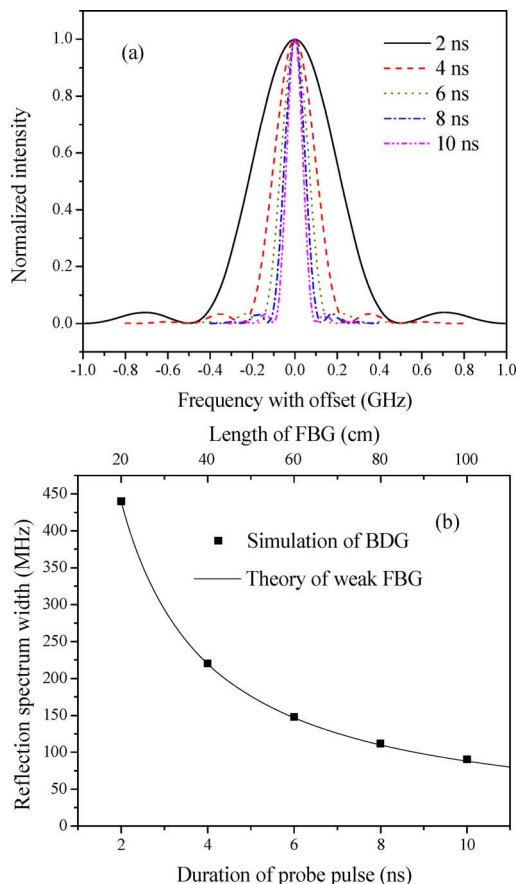 (a)
2 ns
4 ns
6 ns
8 ns
10 ns
Normalized intensity
1.0
0.8
0.6
0.4
0.2
0.0
-1.0 -0.8 -0.6 -0.4 -0.2 0.0 0.2 0.4 0.6 0.8 1.0
Frequency with offset (GHz)
Length of FBG (cm)
20 40 60 80 100
(b)
Simulation of BDG
Theory of weak FBG
Reflection spectrum width (MHz)
450
400
350
300
250
200
150
100
50
0
2 4 6 8 10
Duration of probe pulse (ns)